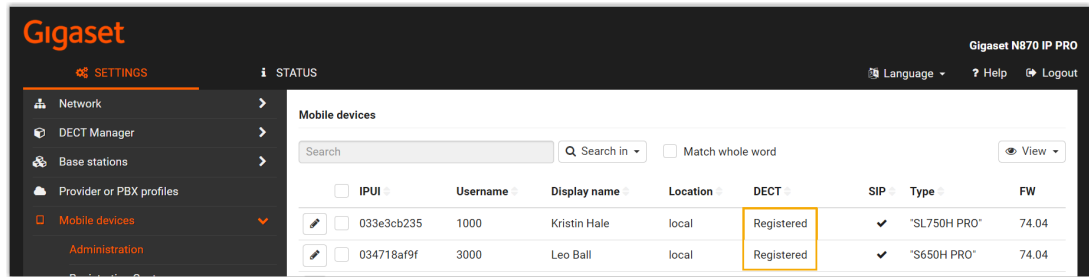 Gigaset
Gigaset N870 IP PRO
SETTINGS
STATUS
Language
? Help
Logout
Network
DECT Manager
Base stations
Provider or PBX profiles
Mobile devices
Administration
Mobile devices
Search
Search in
Match whole word
View
IPUI Username Display name Location DECT SIP Type FW
033e3cb235 1000 Kristin Hale local Registered ✔ "SL750H PRO" 74.04
034718af9f 3000 Leo Ball local Registered ✔ "S650H PRO" 74.04